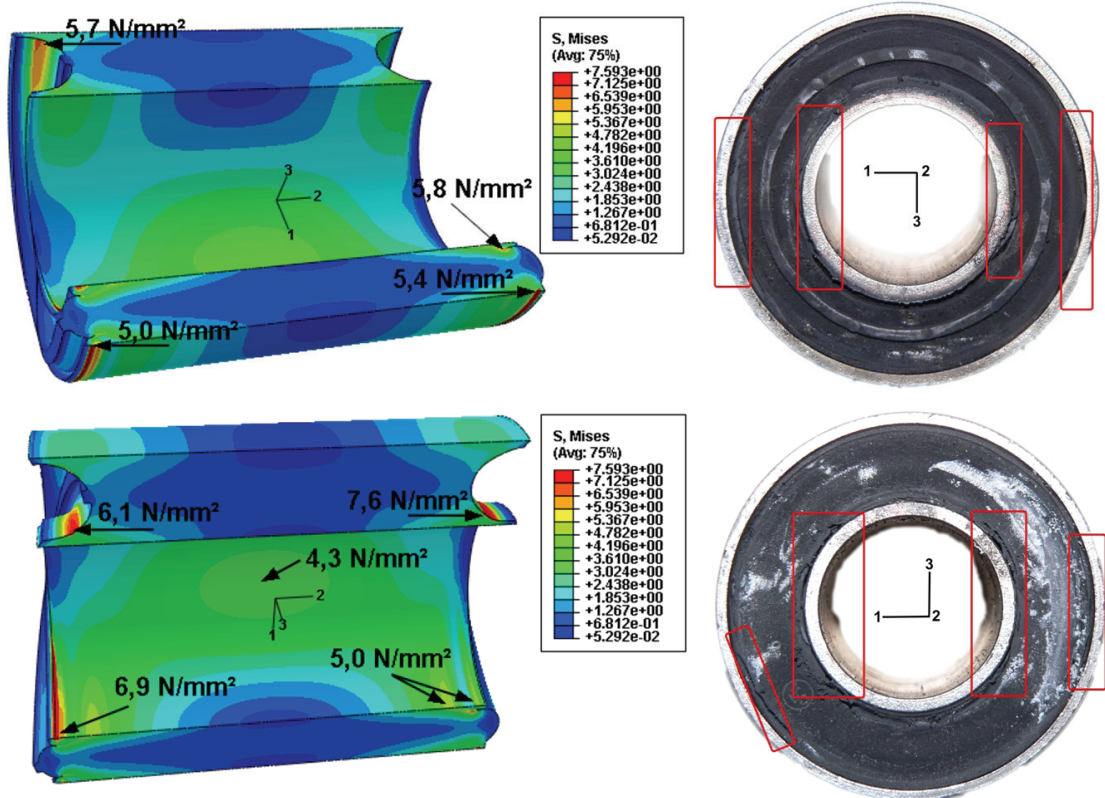 5,7 N/mm²
3
2
1
5,8 N/mm²
5,4 N/mm²
5,0 N/mm²
S, Mises
(Avg: 75%)
+7.593e+00
+7.125e+00
+6.539e+00
+5.953e+00
+5.367e+00
+4.782e+00
+4.196e+00
+3.610e+00
+3.024e+00
+2.438e+00
+1.853e+00
+1.267e+00
+6.812e-01
+5.292e-02
1
2
3
6,1 N/mm²
7,6 N/mm²
4,3 N/mm²
2
3
1
5,0 N/mm²
6,9 N/mm²
S, Mises
(Avg: 75%)
+7.593e+00
+7.125e+00
+6.539e+00
+5.953e+00
+5.367e+00
+4.782e+00
+4.196e+00
+3.610e+00
+3.024e+00
+2.438e+00
+1.853e+00
+1.267e+00
+6.812e-01
+5.292e-02
3
1
2